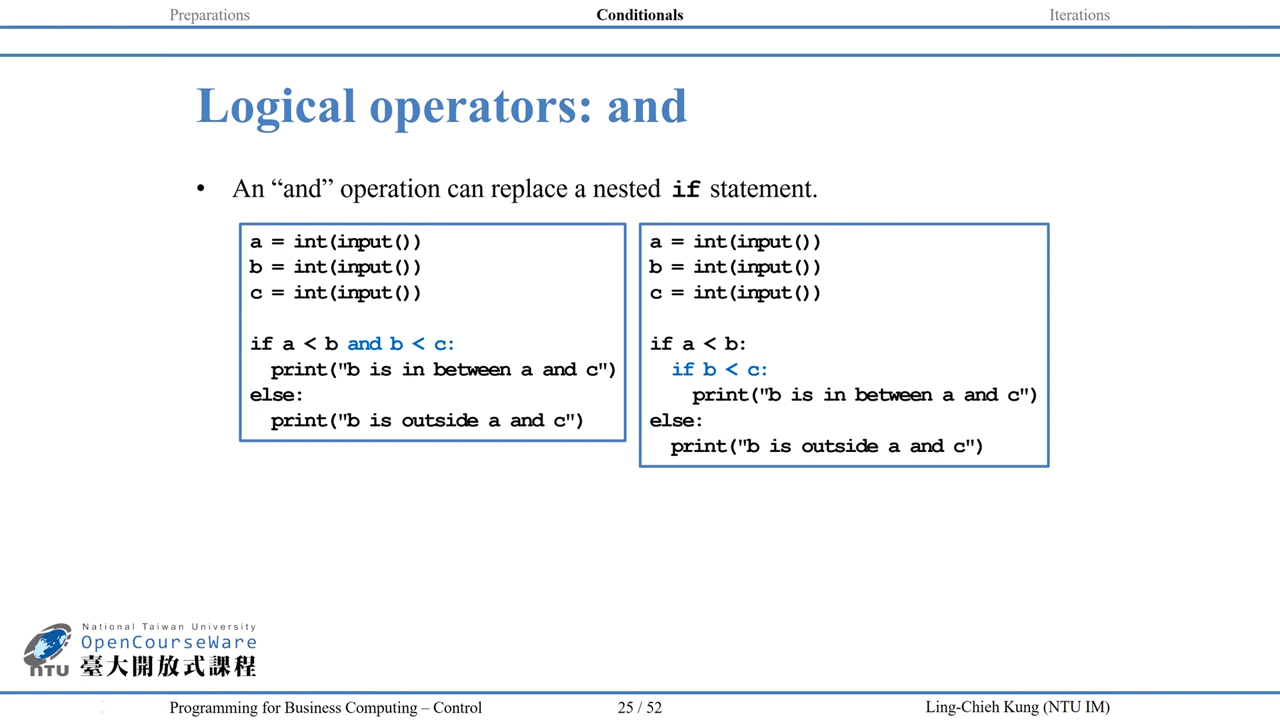 Preparations
Conditionals
Iterations
Logical operators: and
• An “and” operation can replace a nested if statement.
a = int(input())
b = int(input())
c = int(input())
if a < b and b < c:
  print("b is in between a and c")
else:
  print("b is outside a and c")
a = int(input())
b = int(input())
c = int(input())
if a < b:
  if b < c:
    print("b is in between a and c")
else:
  print("b is outside a and c")
National Taiwan University
OpenCourseWare
NTU 臺大開放式課程
Programming for Business Computing – Control
25 / 52
Ling-Chieh Kung (NTU IM)